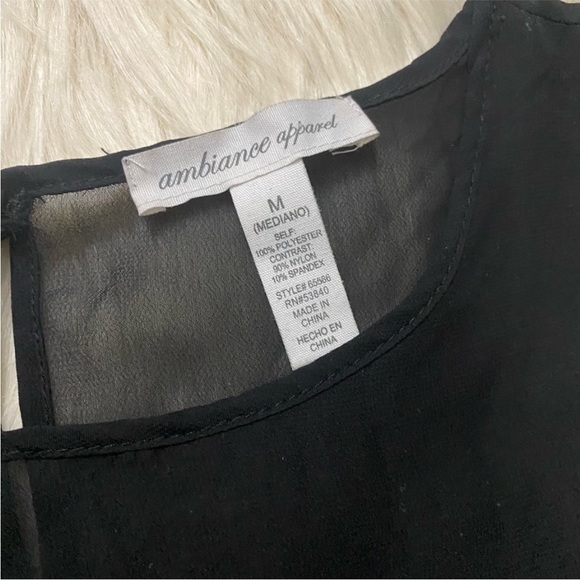 ambiance apparel
M
(MEDIANO)
SELF:
100% POLYESTER
CONTRAST:
90% NYLON
10% SPANDEX
STYLE#
RN#53840
MADE IN
CHINA
HECHO EN
CHINA